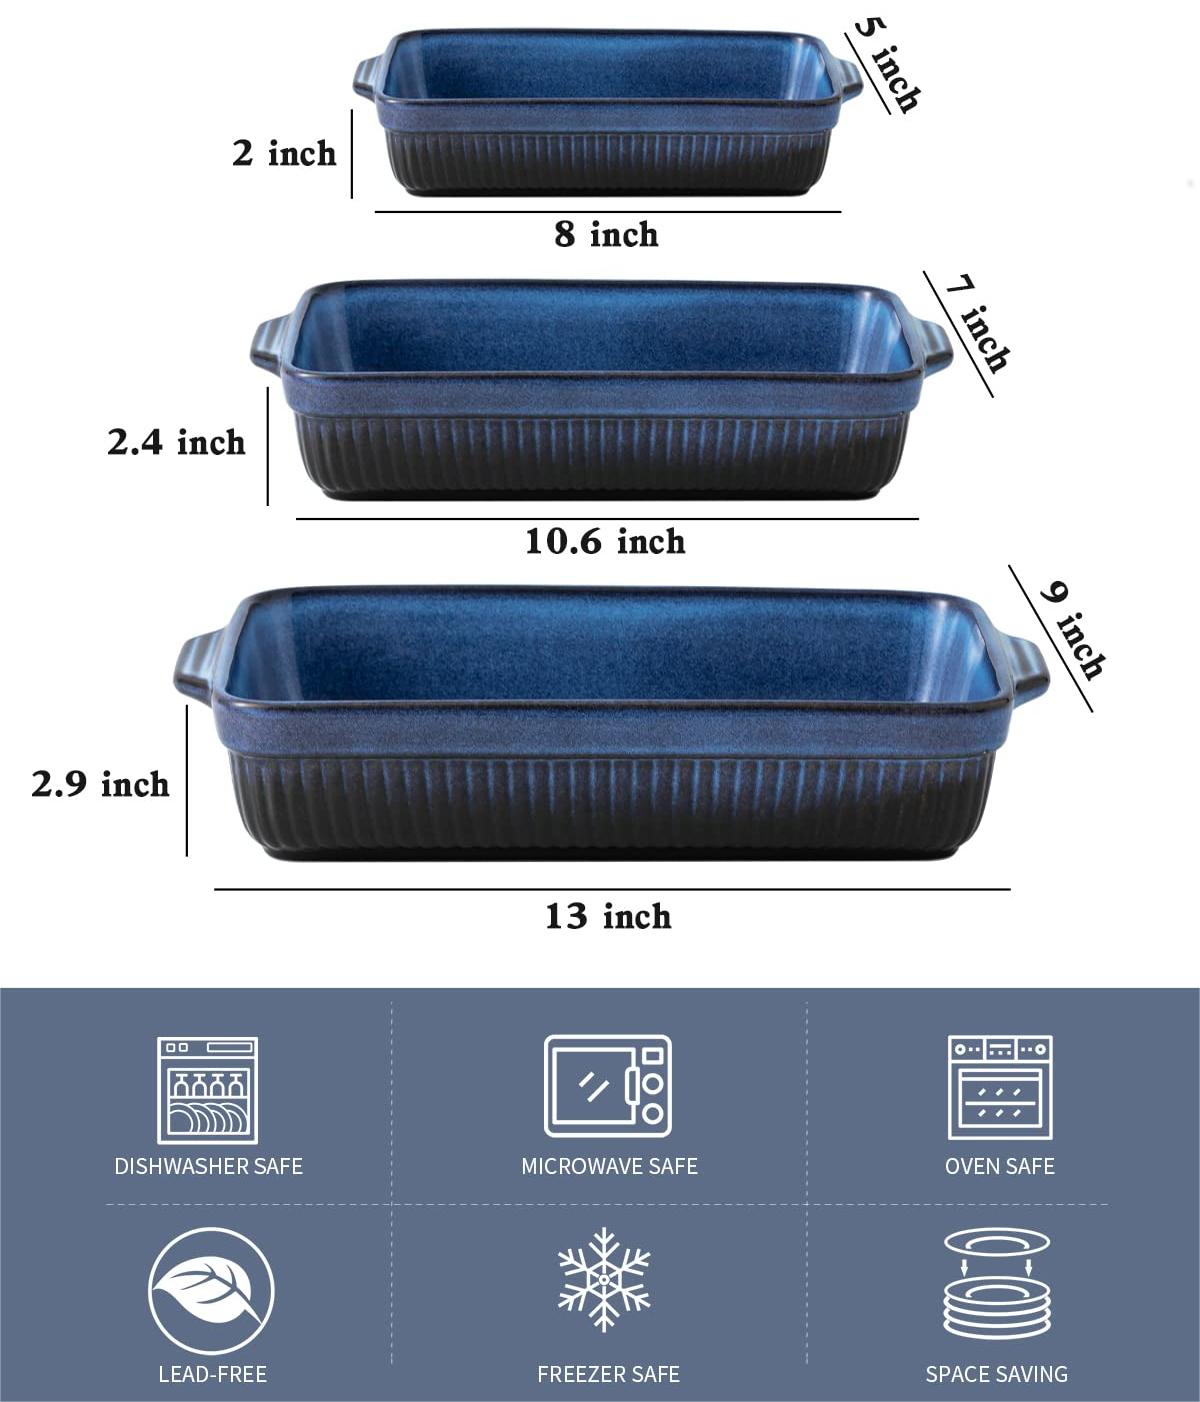 5 inch
2 inch
8 inch
7 inch
2.4 inch
10.6 inch
9 inch
2.9 inch
13 inch
DISHWASHER SAFE
MICROWAVE SAFE
OVEN SAFE
LEAD-FREE
FREEZER SAFE
SPACE SAVING